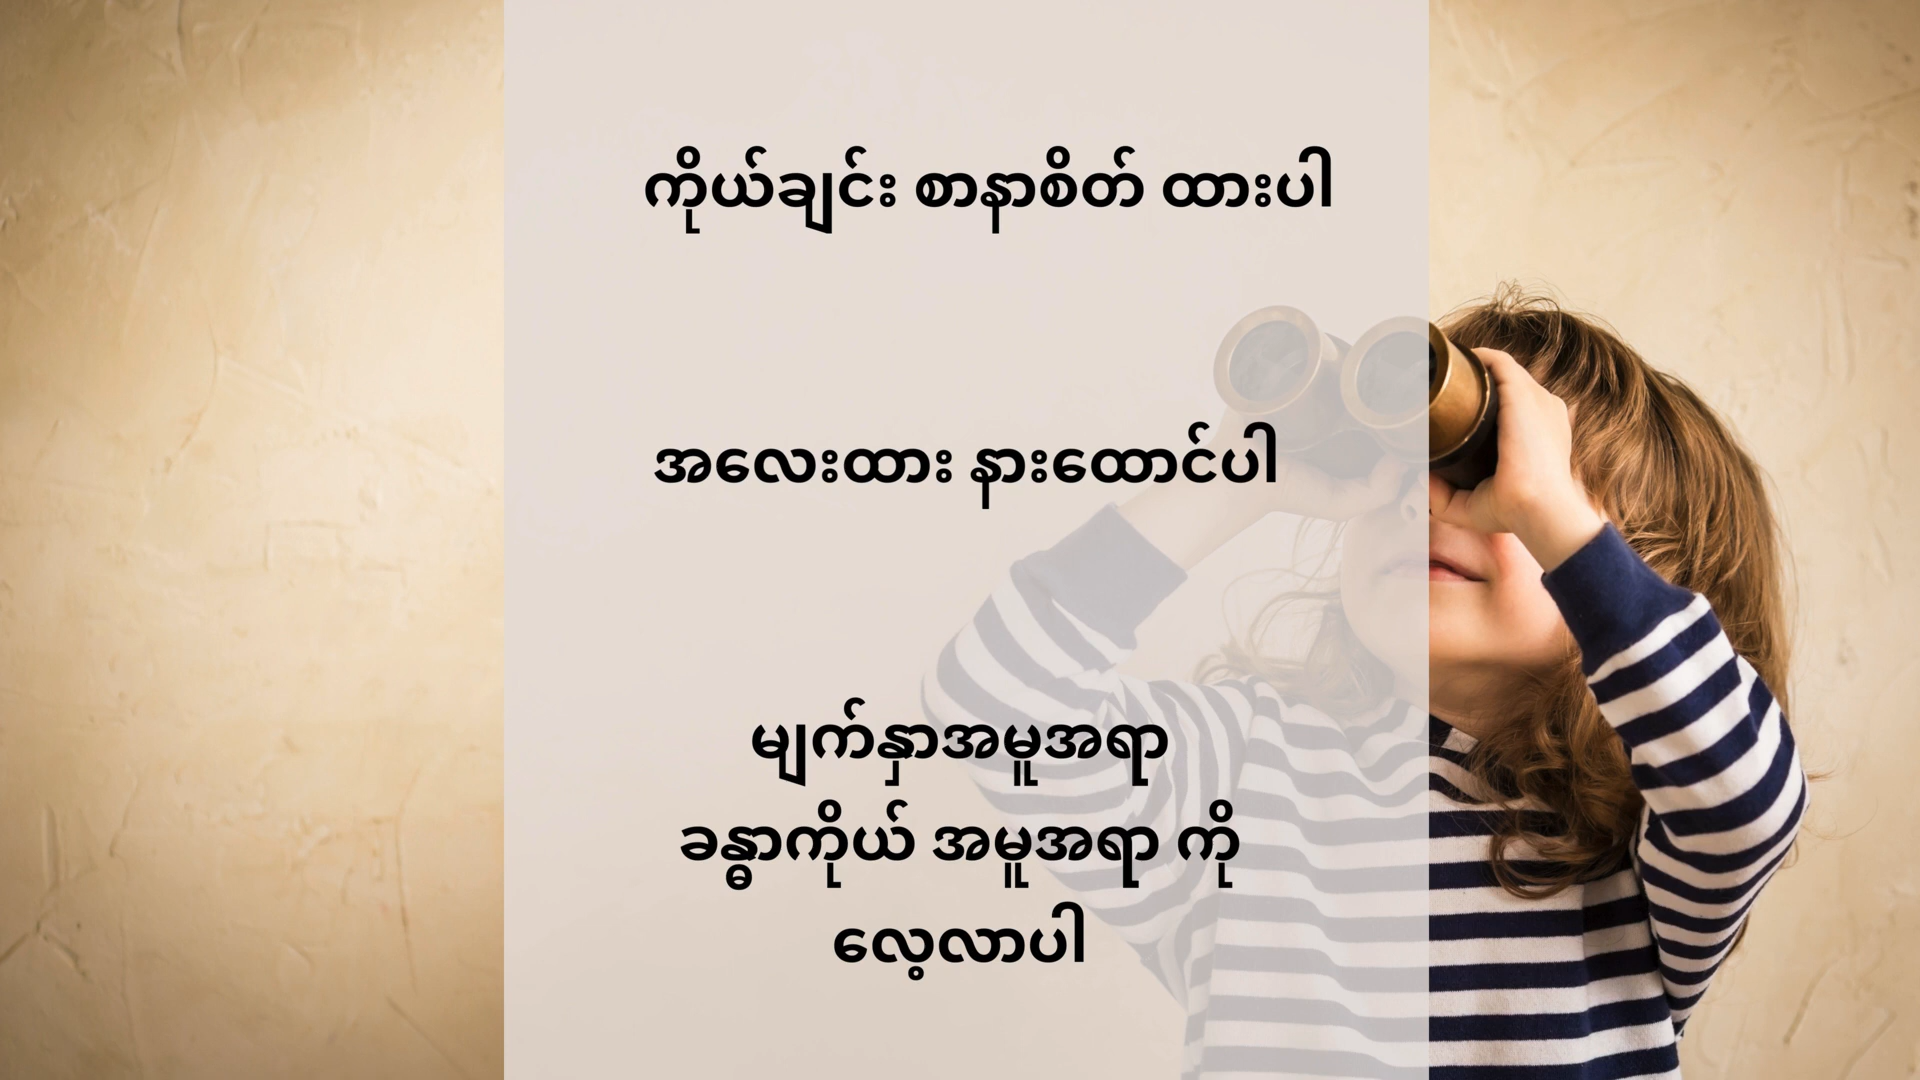 ကိုယ်ချင်း စာနာစိတ် ထားပါ
အလေးထား နားထောင်ပါ
မျက်နှာအမူအရာ
ခန္ဓာကိုယ် အမူအရာ ကို
လေ့လာပါ